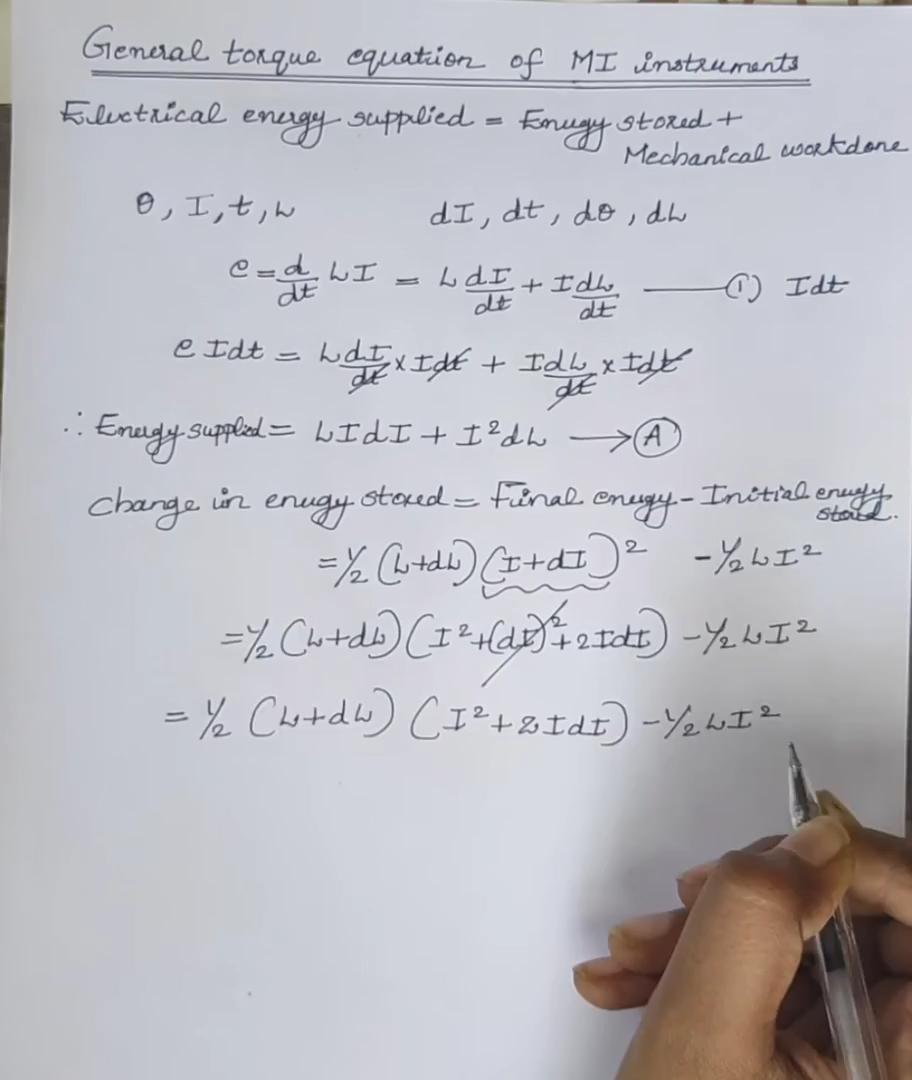 General torque equation of MI instruments
Electrical energy supplied = Energy stored +
Mechanical workdone
θ, I, t, L dI, dt, dθ, dL
e = d/dt LI = L dI/dt + I dL/dt ——(1) Idt
e Idt = L dI/dt × Idt + I dL/dt × Idt
∴ Energy supplied = LIdI + I²dL → (A)
Change in energy stored = Final energy - Initial energy stored.
= 1/2 (L+dL) (I+dI)² - 1/2 LI²
= 1/2 (L+dL) (I²+(dI)²+2IdI) - 1/2 LI²
= 1/2 (L+dL) (I²+2IdI) - 1/2 LI²